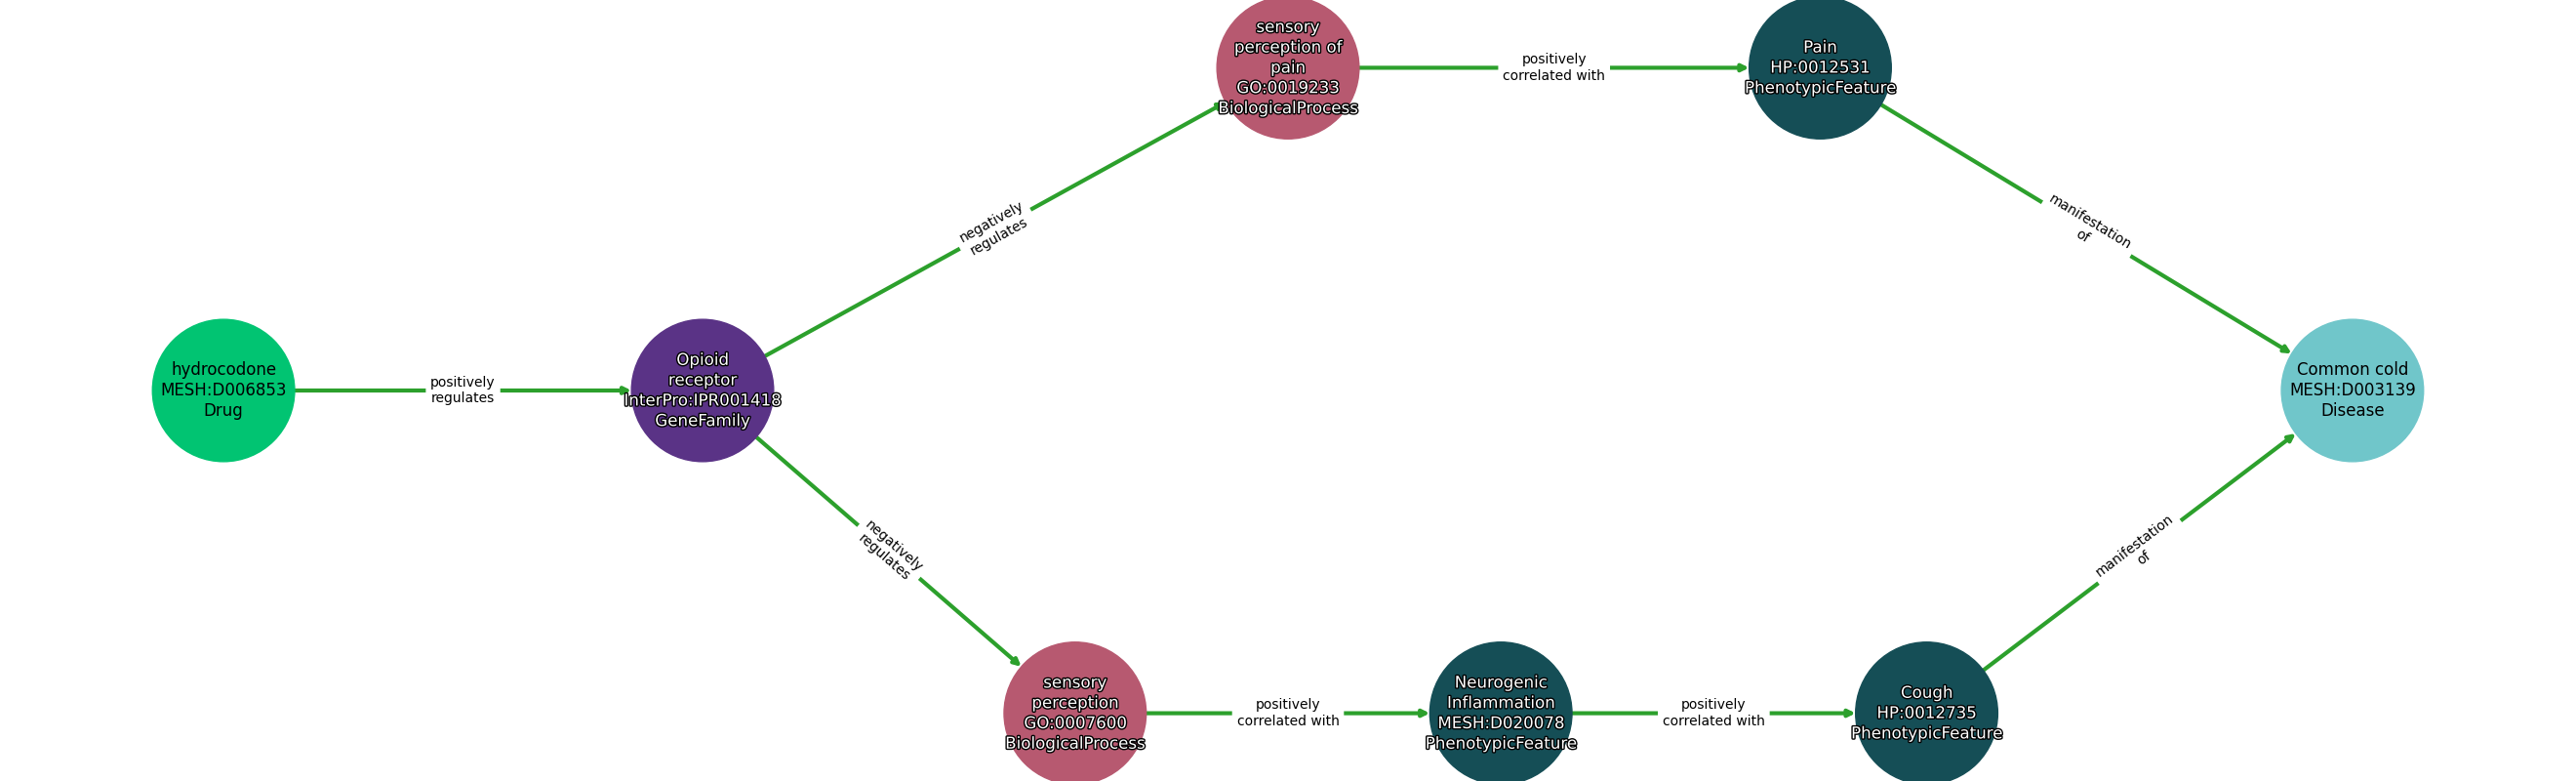 sensory
perception of
pain
GO:0019233
BiologicalProcess
positively
correlated with
Pain
HP:0012531
PhenotypicFeature
negatively
regulates
manifestation
of
hydrocodone
MESH:D006853
Drug
positively
regulates
Opioid
receptor
InterPro:IPR001418
GeneFamily
Common cold
MESH:D003139
Disease
negatively
regulates
manifestation
of
sensory
perception
GO:0007600
BiologicalProcess
positively
correlated with
Neurogenic
Inflammation
MESH:D020078
PhenotypicFeature
positively
correlated with
Cough
HP:0012735
PhenotypicFeature